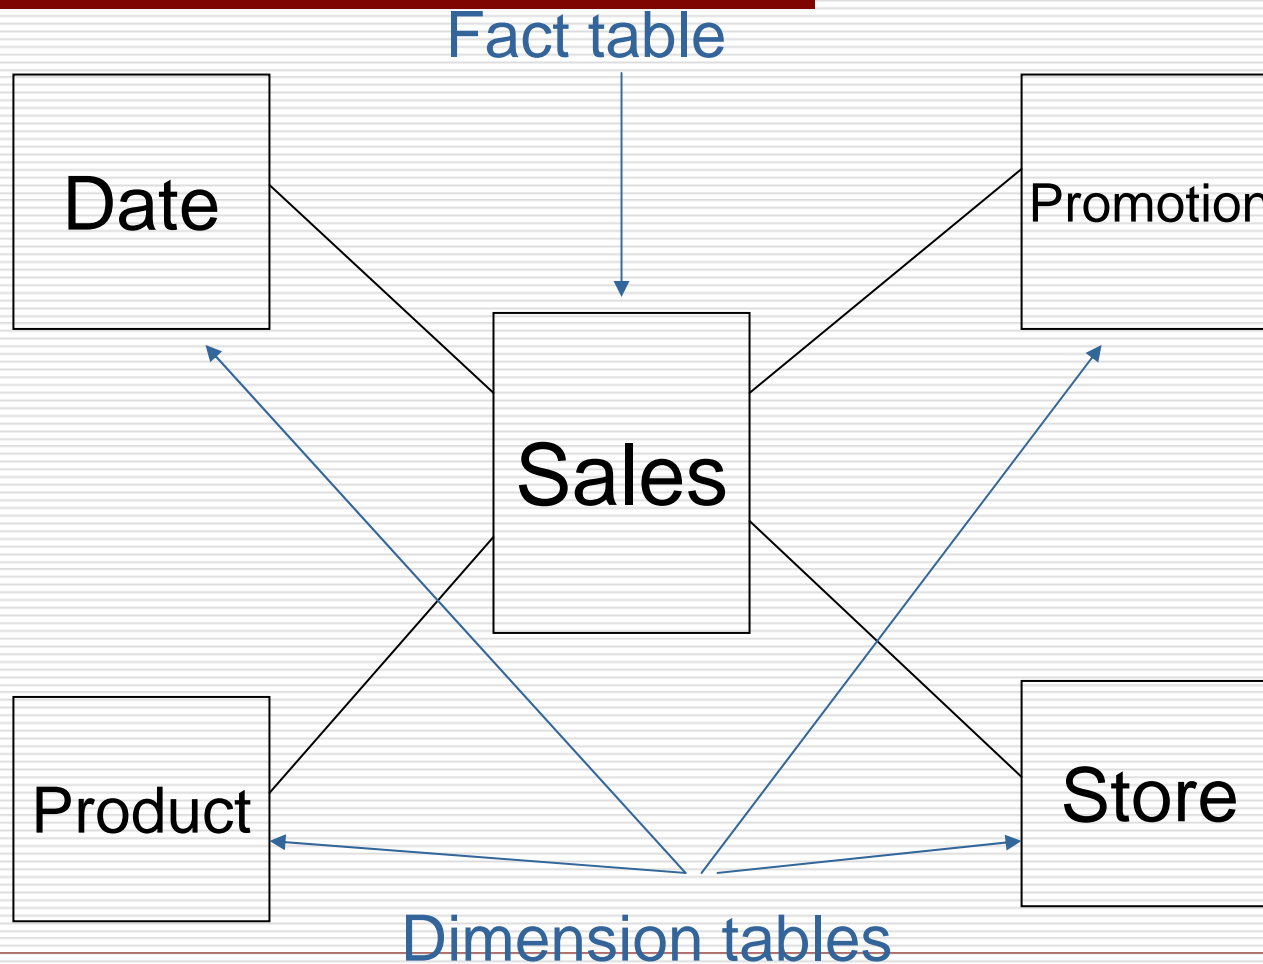 Fact table
Date
Promotion
Sales
Product
Store
Dimension tables